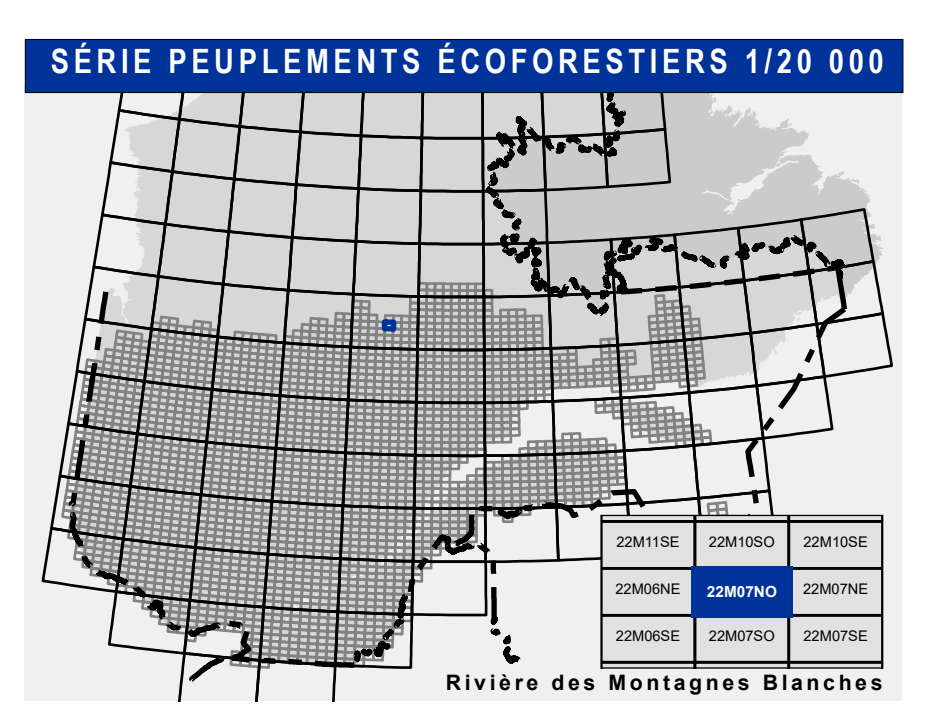 SÉRIE PEUPLEMENTS ÉCOFORESTIERS 1/20 000
22M11SE 22M10SO 22M10SE
22M06NE 22M07NO 22M07NE
22M06SE 22M07SO 22M07SE
Rivière des Montagnes Blanches